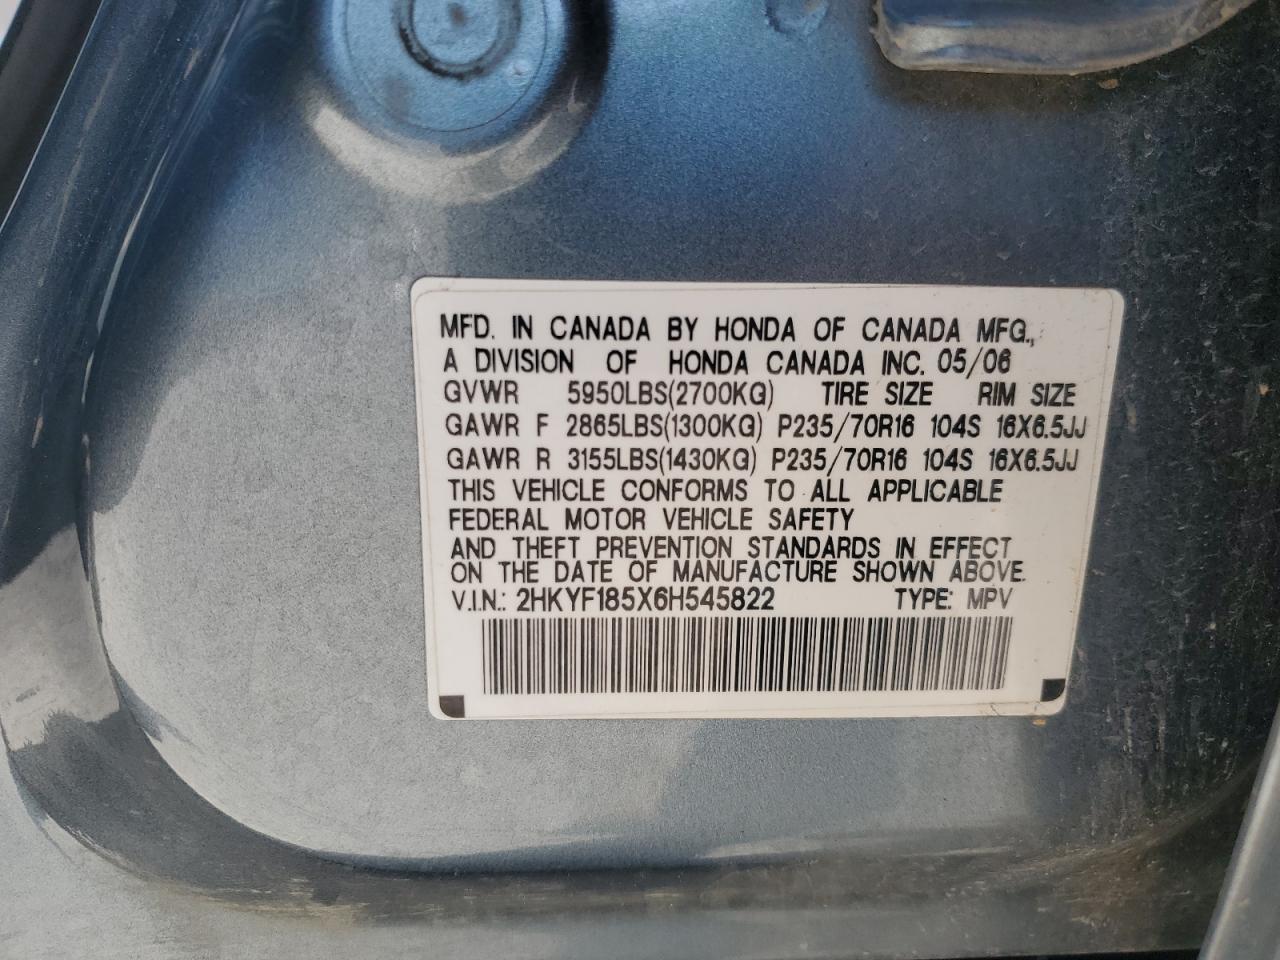 MFD. IN CANADA BY HONDA OF CANADA MFG.,
A DIVISION OF HONDA CANADA INC. 05/06
GVWR 5950LBS(2700KG) TIRE SIZE RIM SIZE
GAWR F 2865LBS(1300KG) P235/70R16 104S 16X6.5JJ
GAWR R 3155LBS(1430KG) P235/70R16 104S 16X6.5JJ
THIS VEHICLE CONFORMS TO ALL APPLICABLE
FEDERAL MOTOR VEHICLE SAFETY
AND THEFT PREVENTION STANDARDS IN EFFECT
ON THE DATE OF MANUFACTURE SHOWN ABOVE.
V.I.N.: 2HKYF185X6H545822 TYPE: MPV